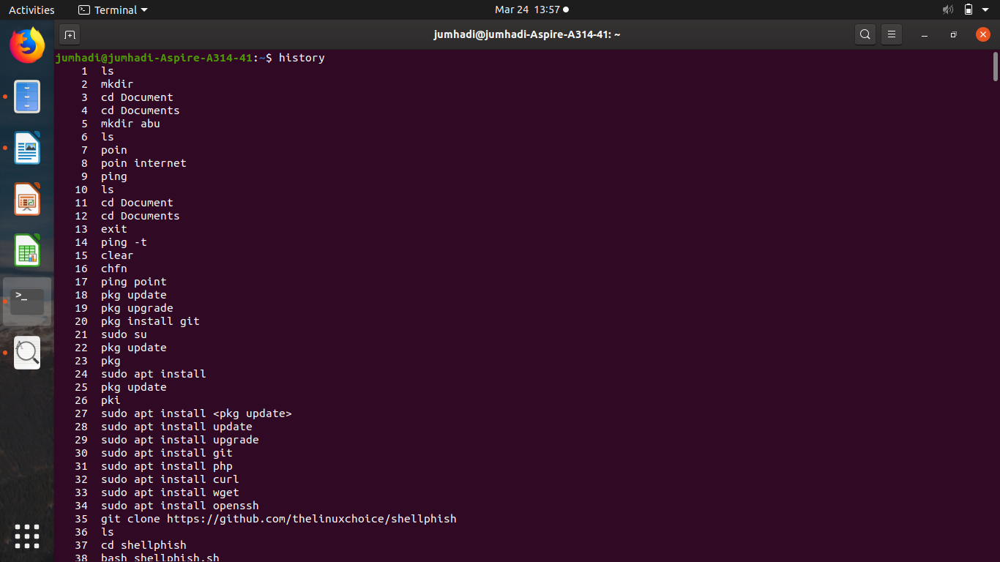 Activities Terminal Mar 24 13:57
jumhadi@jumhadi-Aspire-A314-41: ~
jumhadi@jumhadi-Aspire-A314-41:~$ history
1 ls
2 mkdir
3 cd Document
4 cd Documents
5 mkdir abu
6 ls
7 poin
8 poin internet
9 ping
10 ls
11 cd Document
12 cd Documents
13 exit
14 ping -t
15 clear
16 chfn
17 ping point
18 pkg update
19 pkg upgrade
20 pkg install git
21 sudo su
22 pkg update
23 pkg
24 sudo apt install
25 pkg update
26 pki
27 sudo apt install <pkg update>
28 sudo apt install update
29 sudo apt install upgrade
30 sudo apt install git
31 sudo apt install php
32 sudo apt install curl
33 sudo apt install wget
34 sudo apt install openssh
35 git clone https://github.com/thelinuxchoice/shellphish
36 ls
37 cd shellphish
38 bash shellphish.sh